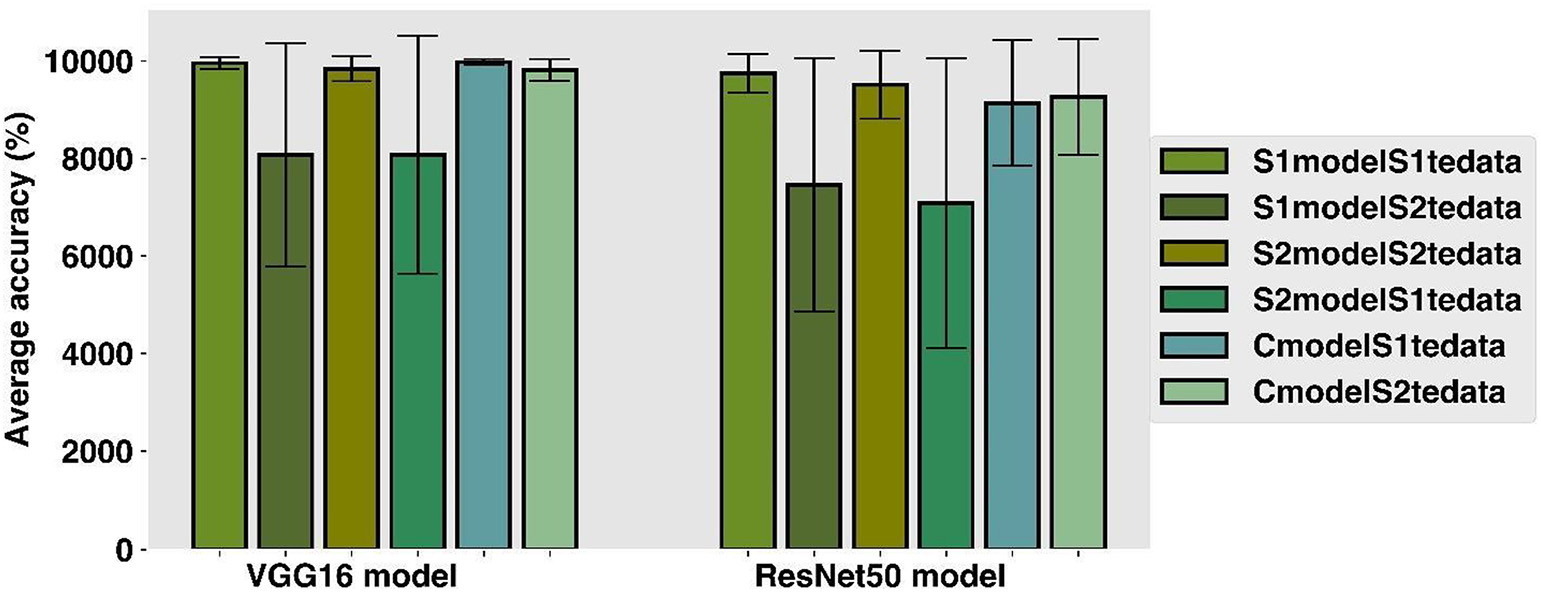 Average accuracy (%)
10000
8000
6000
4000
2000
0
VGG16 model
ResNet50 model
S1modelS1tedata
S1modelS2tedata
S2modelS2tedata
S2modelS1tedata
CmodelS1tedata
CmodelS2tedata